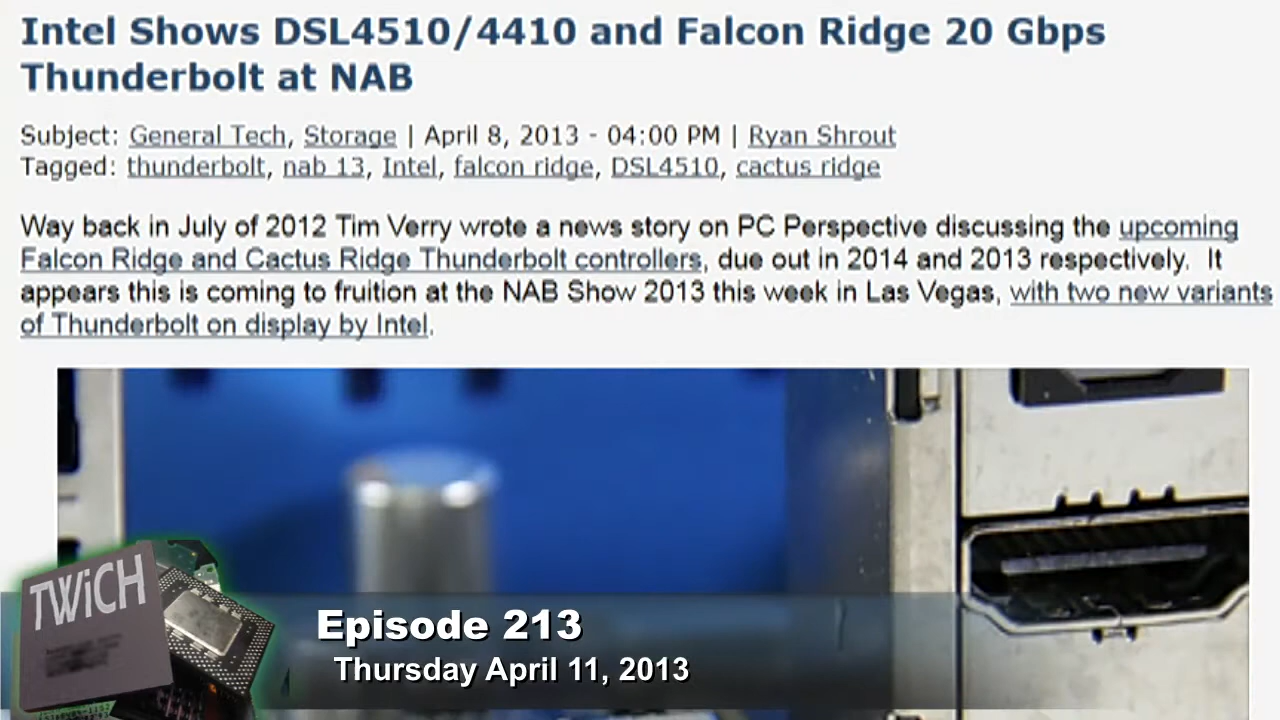 Intel Shows DSL4510/4410 and Falcon Ridge 20 Gbps
Thunderbolt at NAB
Subject: General Tech, Storage | April 8, 2013 - 04:00 PM | Ryan Shrout
Tagged: thunderbolt, nab 13, Intel, falcon ridge, DSL4510, cactus ridge
Way back in July of 2012 Tim Verry wrote a news story on PC Perspective discussing the upcoming
Falcon Ridge and Cactus Ridge Thunderbolt controllers, due out in 2014 and 2013 respectively. It
appears this is coming to fruition at the NAB Show 2013 this week in Las Vegas, with two new variants
of Thunderbolt on display by Intel.
TWiCH
Episode 213
Thursday April 11, 2013